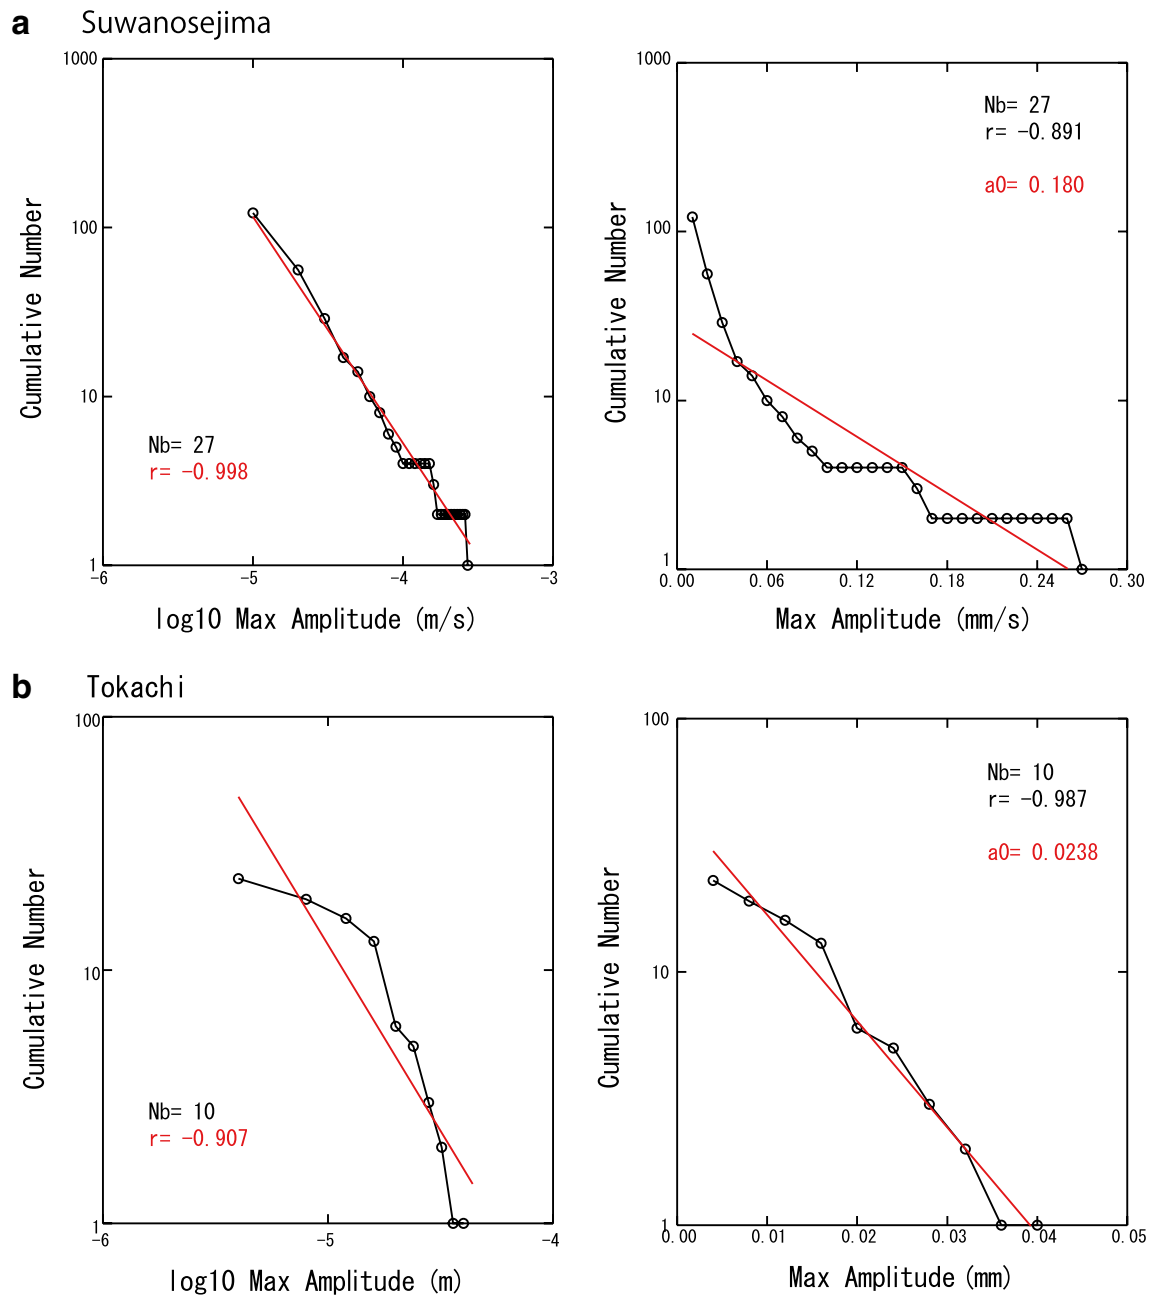 a Suwanosejima
1000
100
10
1
-6 -5 -4 -3
Cumulative Number
log10 Max Amplitude (m/s)
Nb= 27
r= -0.998
1000
100
10
1
0.00 0.06 0.12 0.18 0.24 0.30
Cumulative Number
Max Amplitude (mm/s)
Nb= 27
r= -0.891
a0= 0.180
b Tokachi
100
10
1
-6 -5 -4
Cumulative Number
log10 Max Amplitude (m)
Nb= 10
r= -0.907
100
10
1
0.00 0.01 0.02 0.03 0.04 0.05
Cumulative Number
Max Amplitude (mm)
Nb= 10
r= -0.987
a0= 0.0238